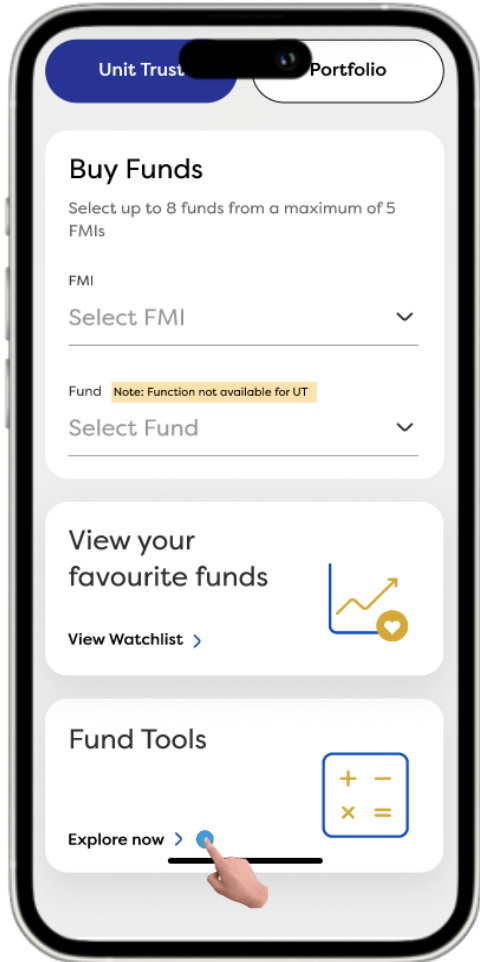 Unit Trust
Portfolio
Buy Funds
Select up to 8 funds from a maximum of 5
FMIs
FMI
Select FMI
Fund Note: Function not available for UT
Select Fund
View your
favourite funds
View Watchlist >
Fund Tools
+ −
× =
Explore now >